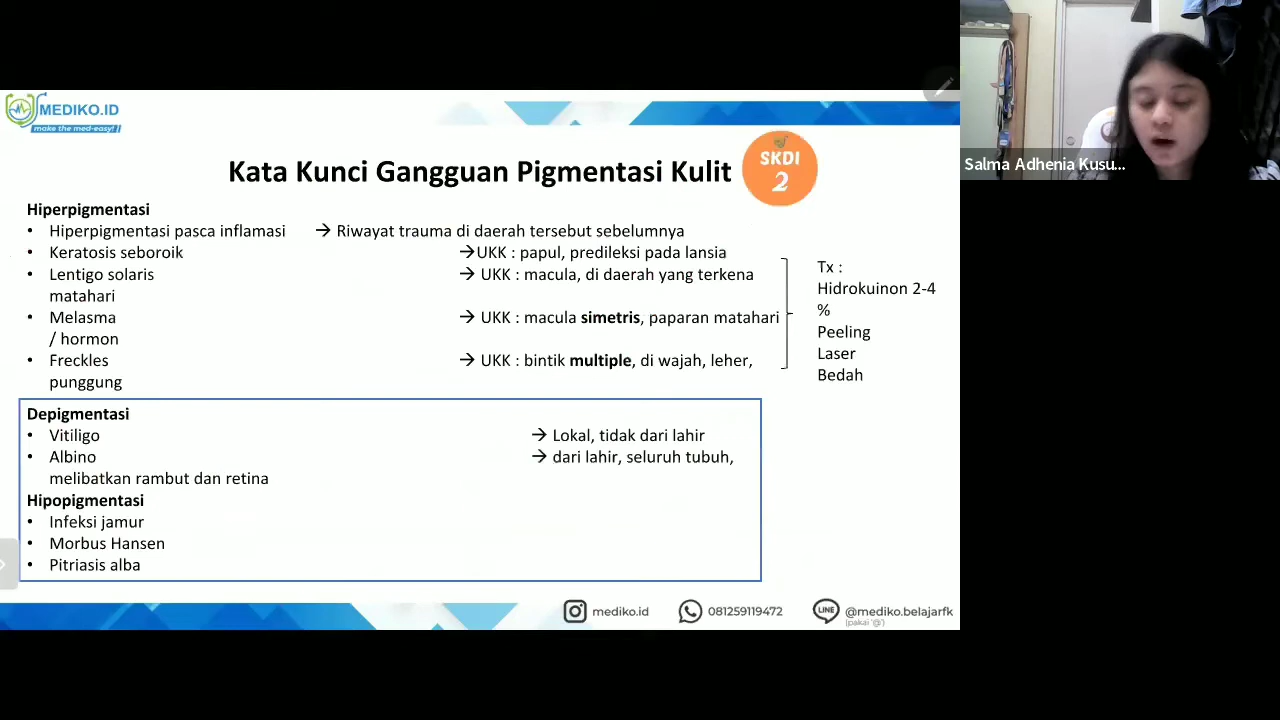 MEDIKO.ID
make the med-easy!
Salma Adhenia Kusu...
Kata Kunci Gangguan Pigmentasi Kulit
SKDI
2
Hiperpigmentasi
• Hiperpigmentasi pasca inflamasi → Riwayat trauma di daerah tersebut sebelumnya
• Keratosis seboroik →UKK : papul, predileksi pada lansia
• Lentigo solaris → UKK : macula, di daerah yang terkena
matahari
• Melasma → UKK : macula simetris, paparan matahari
/ hormon
• Freckles → UKK : bintik multiple, di wajah, leher,
punggung
Tx :
Hidrokuinon 2-4
%
Peeling
Laser
Bedah
Depigmentasi
• Vitiligo → Lokal, tidak dari lahir
• Albino → dari lahir, seluruh tubuh,
melibatkan rambut dan retina
Hipopigmentasi
• Infeksi jamur
• Morbus Hansen
• Pitriasis alba
mediko.id
081259119472
LINE
@mediko.belajarfk
(pakai '@')